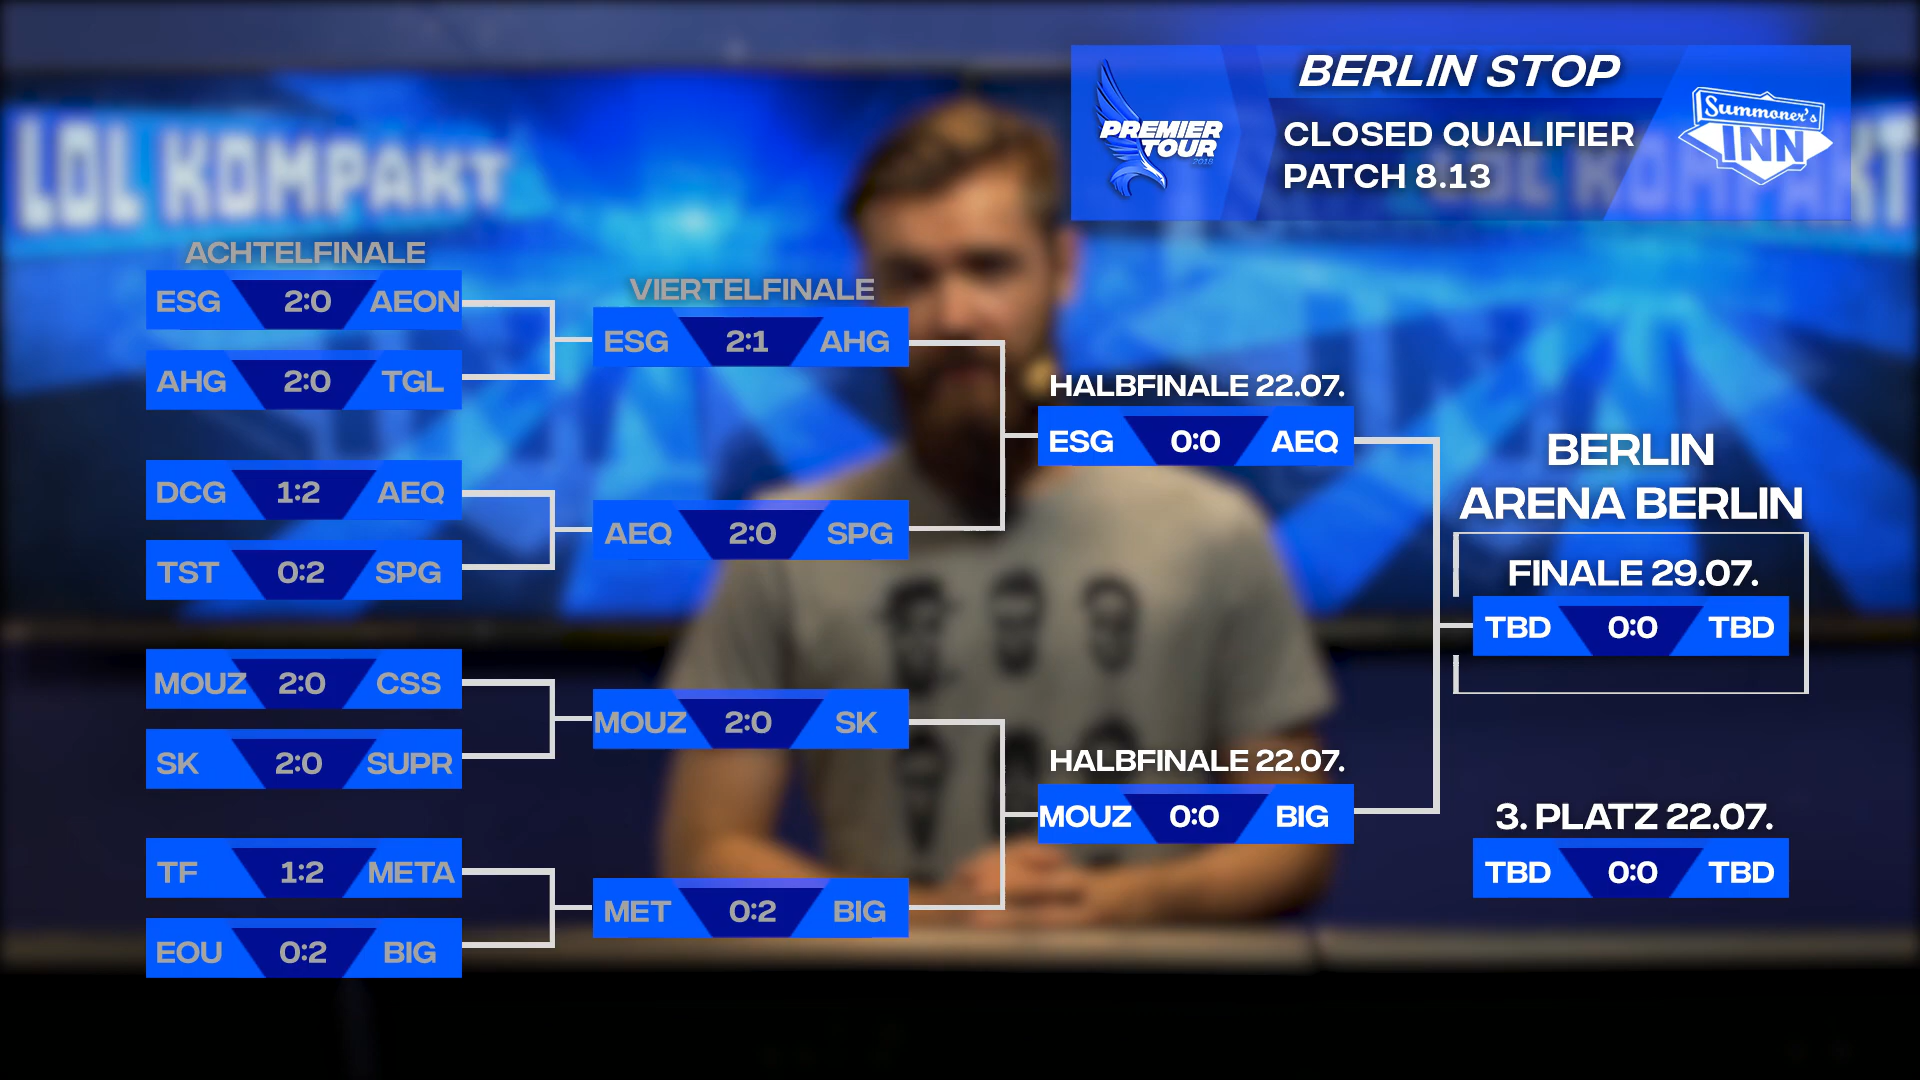 LOL KOMPAKT
BERLIN STOP
CLOSED QUALIFIER
PATCH 8.13
PREMIER
TOUR
2018
Summoner's
INN
ACHTELFINALE
ESG 2:0 AEON
AHG 2:0 TGL
DCG 1:2 AEQ
TST 0:2 SPG
MOUZ 2:0 CSS
SK 2:0 SUPR
TF 1:2 META
EOU 0:2 BIG
VIERTELFINALE
ESG 2:1 AHG
AEQ 2:0 SPG
MOUZ 2:0 SK
MET 0:2 BIG
HALBFINALE 22.07.
ESG 0:0 AEQ
HALBFINALE 22.07.
MOUZ 0:0 BIG
BERLIN
ARENA BERLIN
FINALE 29.07.
TBD 0:0 TBD
3. PLATZ 22.07.
TBD 0:0 TBD